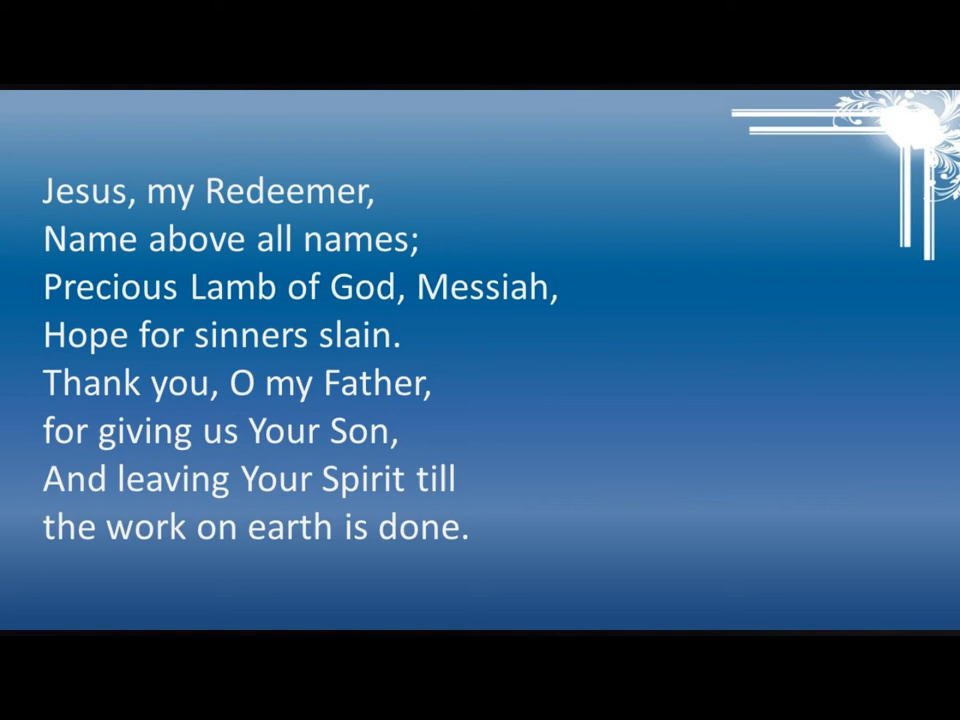 Jesus, my Redeemer,
Name above all names;
Precious Lamb of God, Messiah,
Hope for sinners slain.
Thank you, O my Father,
for giving us Your Son,
And leaving Your Spirit till
the work on earth is done.